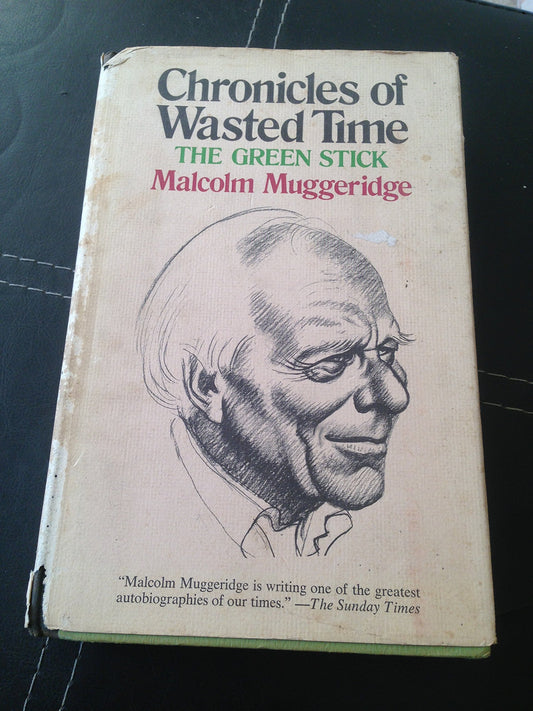 Chronicles of
Wasted Time
THE GREEN STICK
Malcolm Muggeridge
“Malcolm Muggeridge is writing one of the greatest
autobiographies of our times.” —The Sunday Times